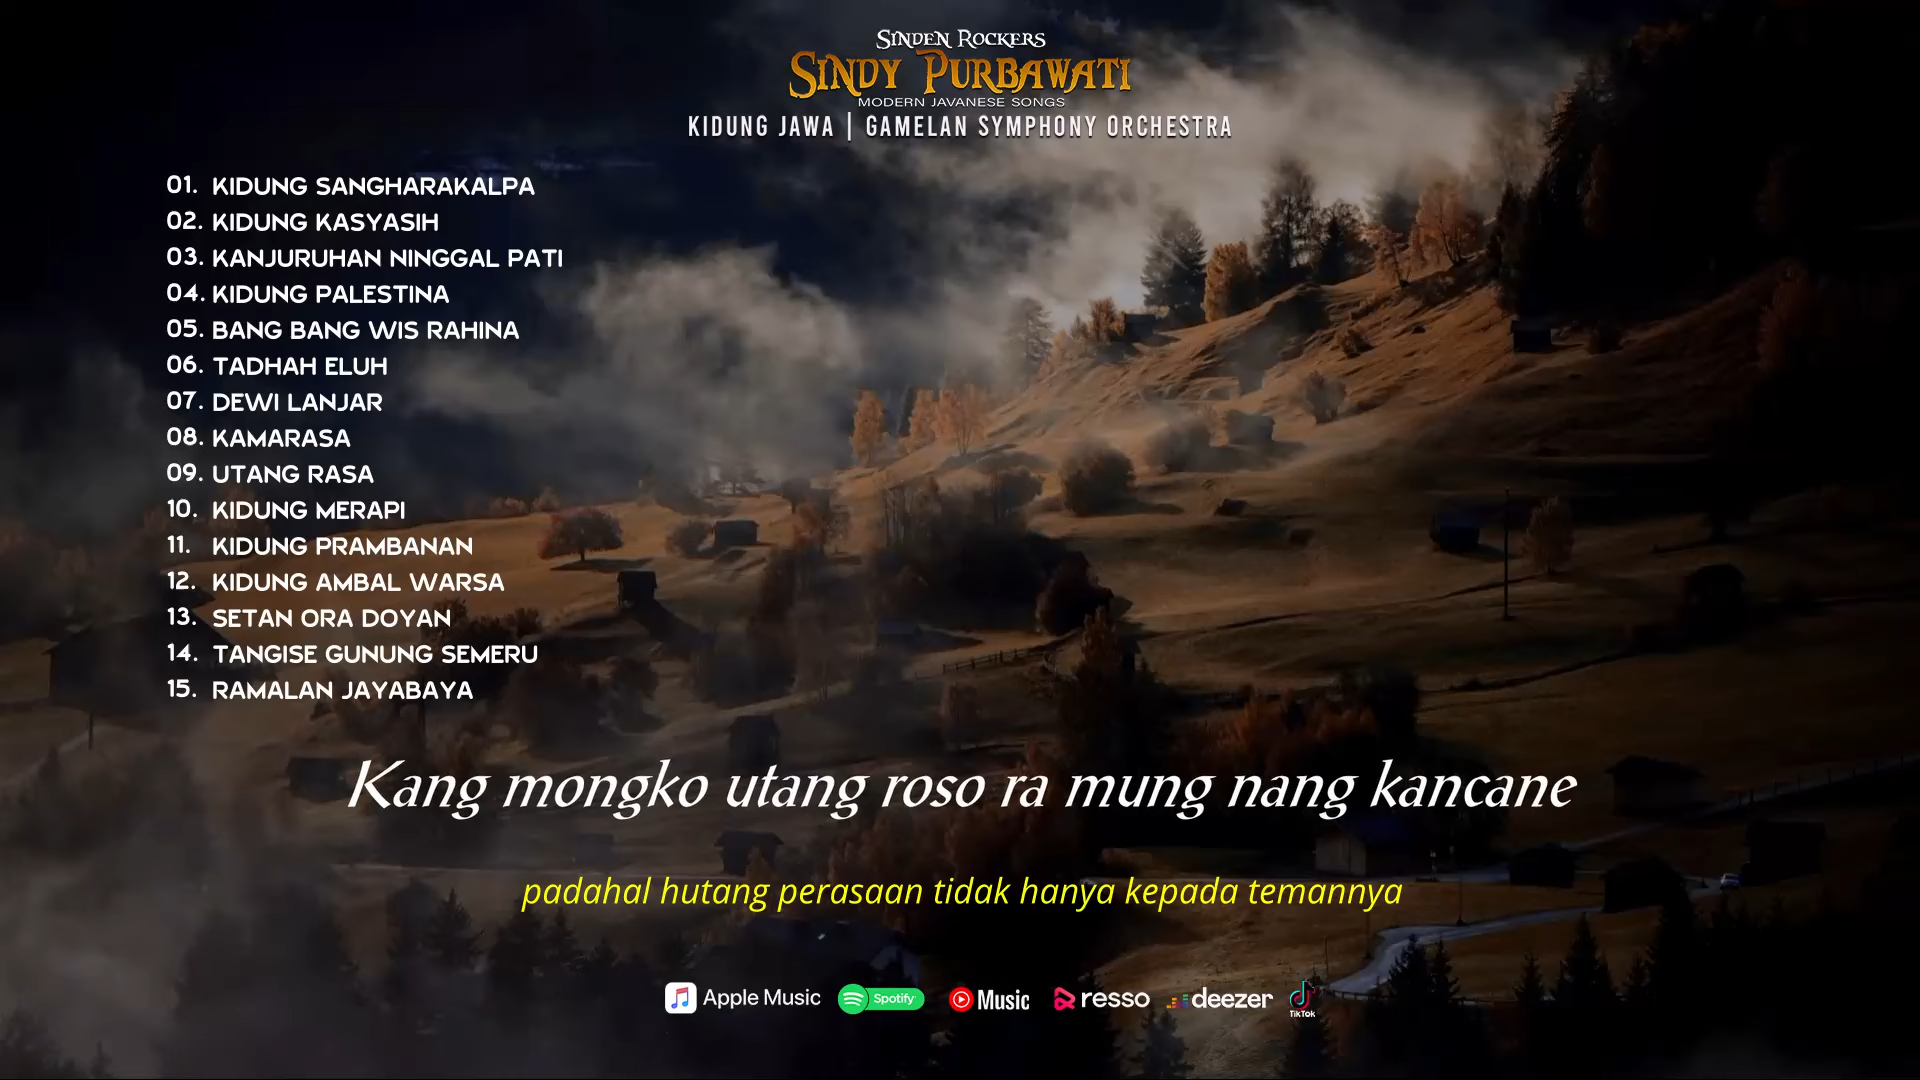 SINDEN ROCKERS
SINDY PURBAWATI
MODERN JAVANESE SONGS
KIDUNG JAWA | GAMELAN SYMPHONY ORCHESTRA
01. KIDUNG SANGHARAKALPA
02. KIDUNG KASYASIH
03. KANJURUHAN NINGGAL PATI
04. KIDUNG PALESTINA
05. BANG BANG WIS RAHINA
06. TADHAH ELUH
07. DEWI LANJAR
08. KAMARASA
09. UTANG RASA
10. KIDUNG MERAPI
11. KIDUNG PRAMBANAN
12. KIDUNG AMBAL WARSA
13. SETAN ORA DOYAN
14. TANGISE GUNUNG SEMERU
15. RAMALAN JAYABAYA
Kang mongko utang roso ra mung nang kancane
padahal hutang perasaan tidak hanya kepada temannya
Apple Music Spotify Music resso deezer TikTok